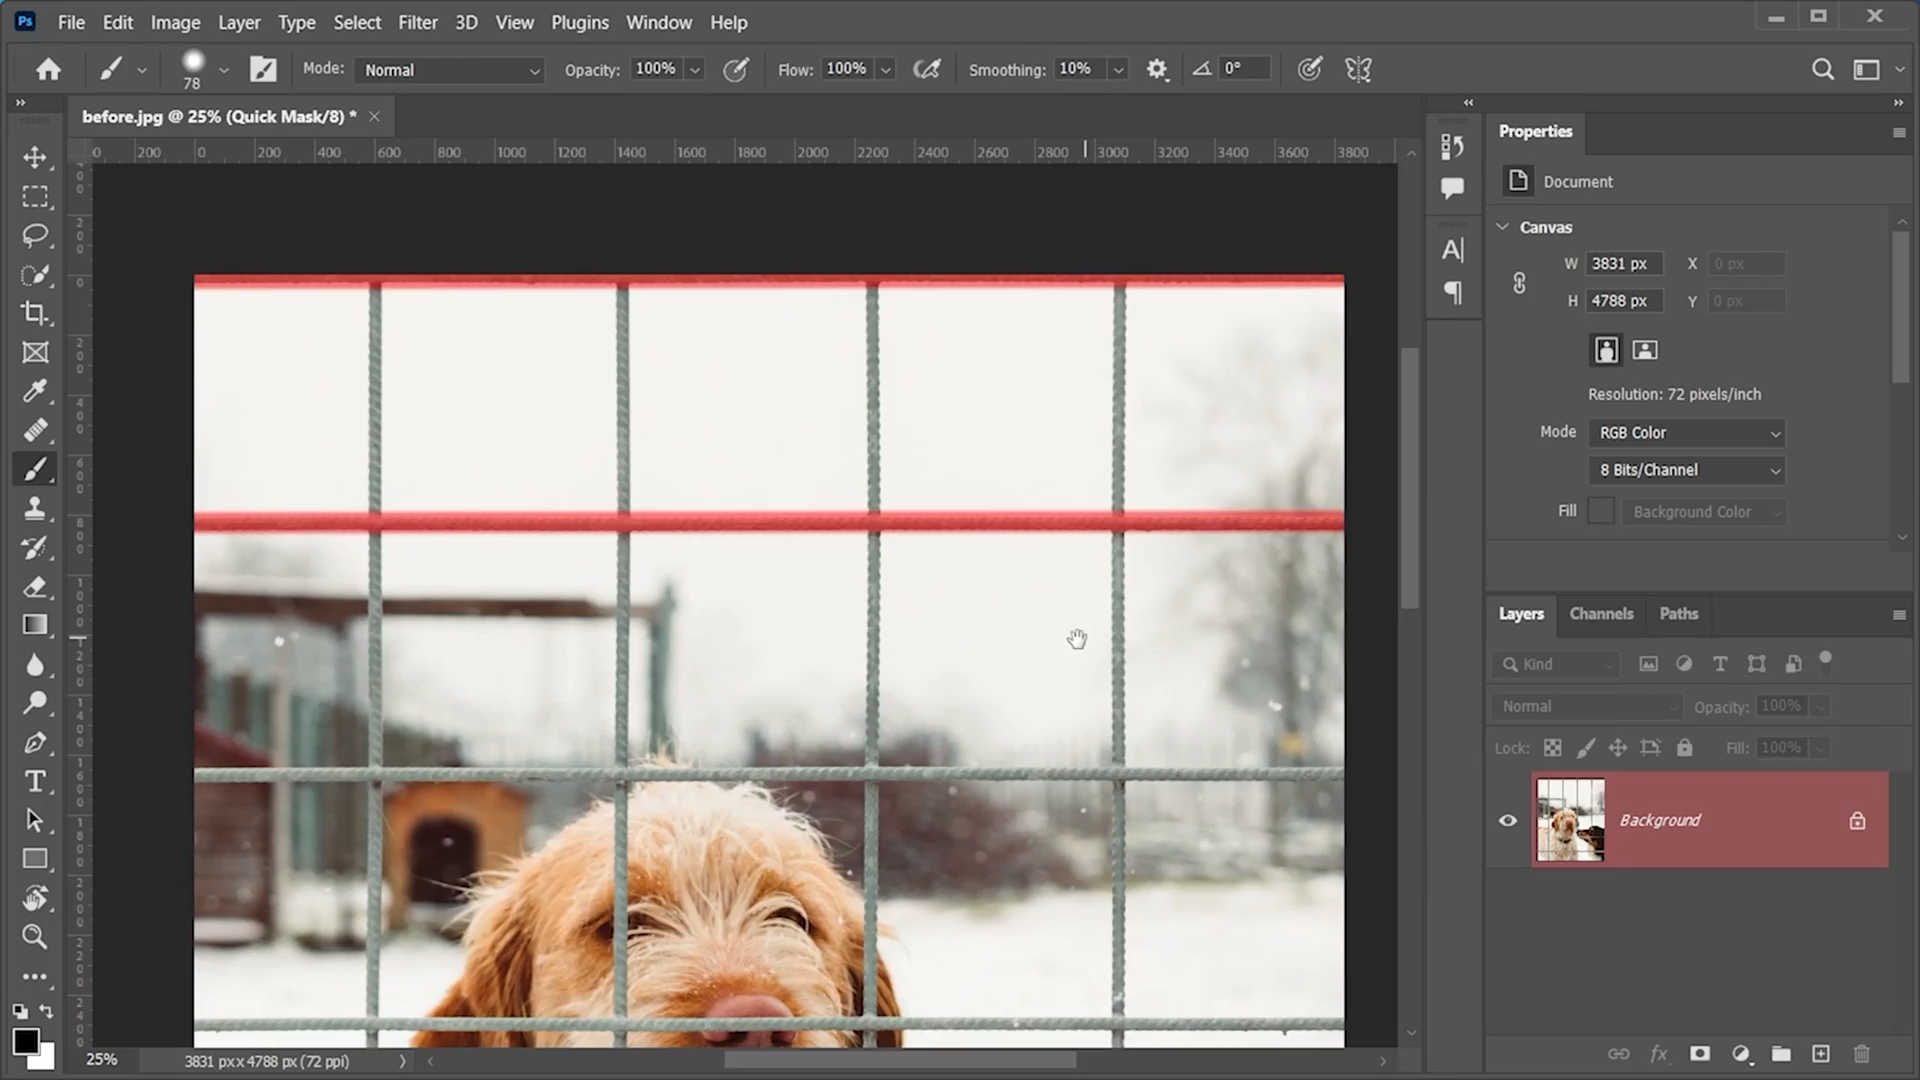 Ps File Edit Image Layer Type Select Filter 3D View Plugins Window Help
78 Mode: Normal Opacity: 100% Flow: 100% Smoothing: 10% 0°
before.jpg @ 25% (Quick Mask/8) *
0 200 0 200 400 600 800 1000 1200 1400 1600 1800 2000 2200 2400 2600 2800 3000 3200 3400 3600 3800
Properties
Document
Canvas
W 3831 px X 0 px
H 4788 px Y 0 px
Resolution: 72 pixels/inch
Mode RGB Color
8 Bits/Channel
Fill Background Color
Layers Channels Paths
Kind
Normal Opacity: 100%
Lock: Fill: 100%
Background
25% 3831 px x 4788 px (72 ppi)